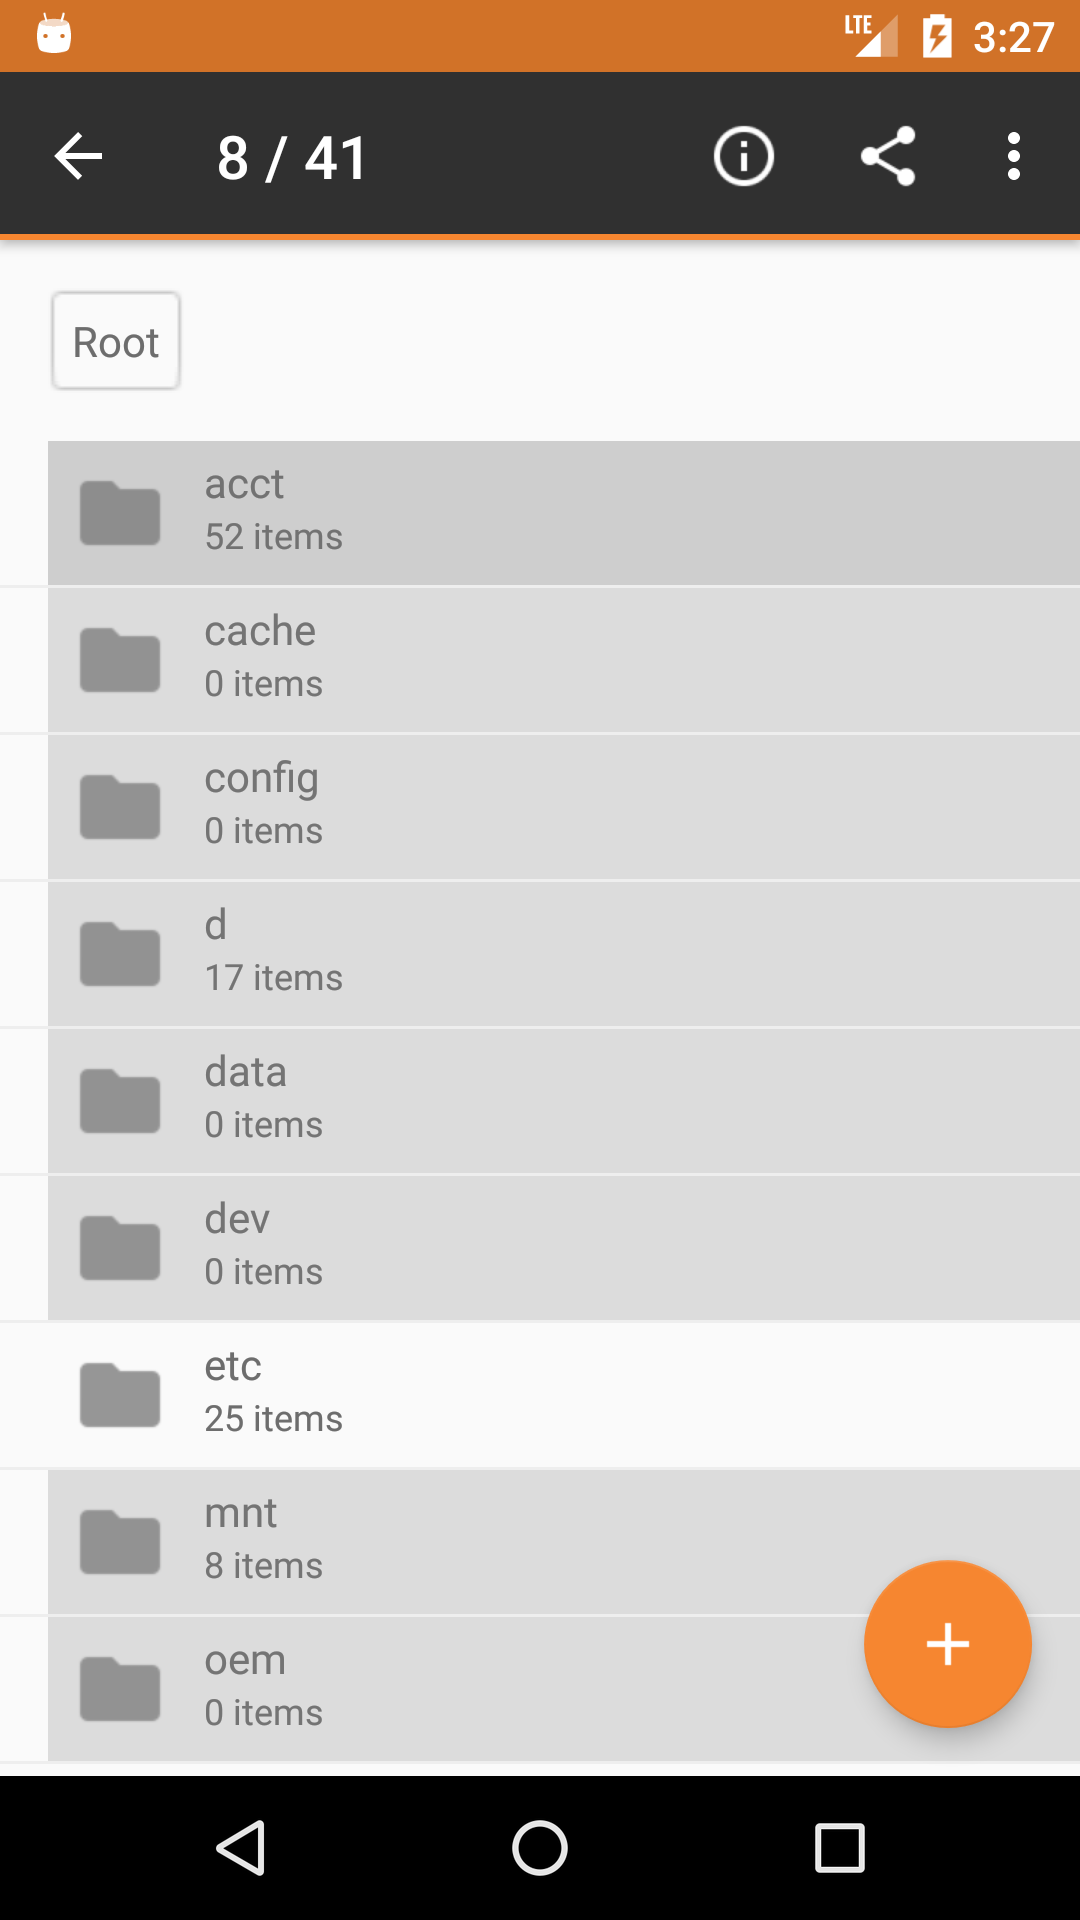 LTE 3:27
8 / 41
Root
acct
52 items
cache
0 items
config
0 items
d
17 items
data
0 items
dev
0 items
etc
25 items
mnt
8 items
oem
0 items